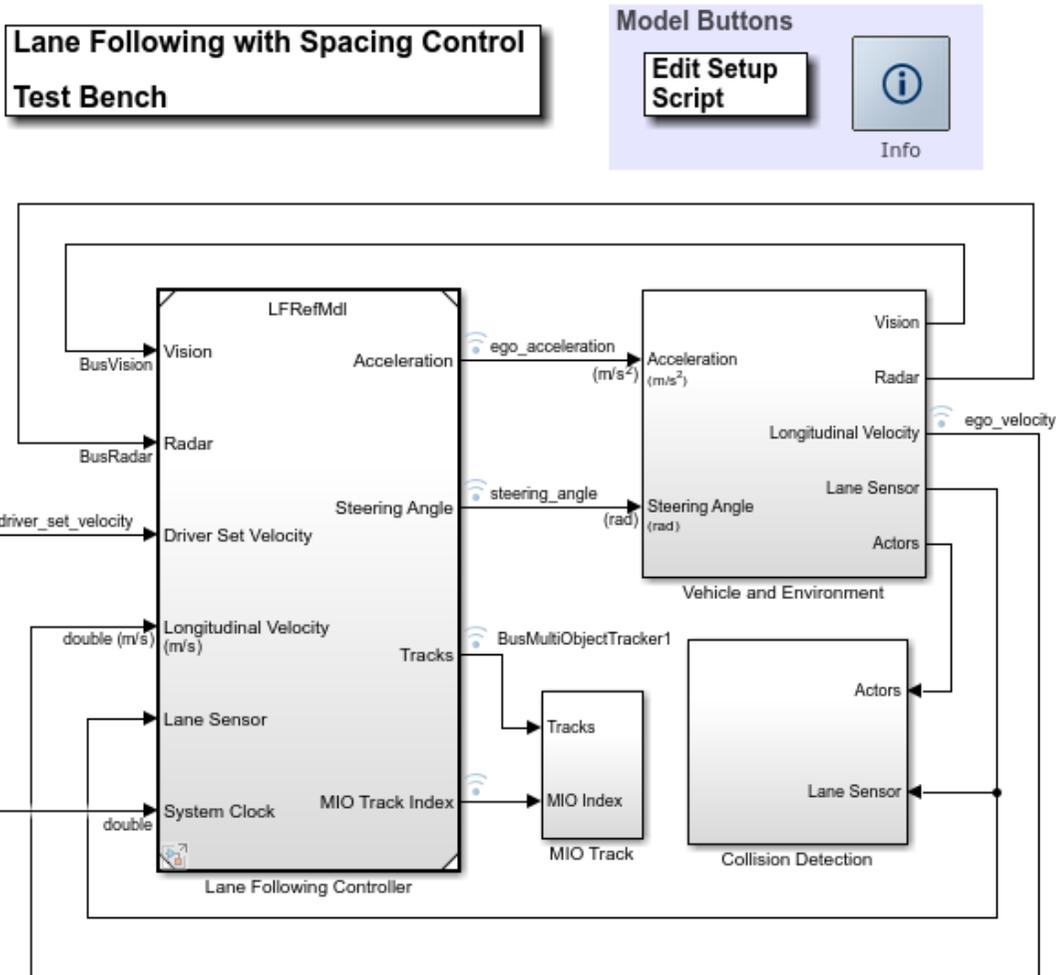 Lane Following with Spacing Control
Test Bench
Model Buttons
Edit Setup
Script
Info
LFRefMdl
Vision
BusVision
Radar
BusRadar
driver_set_velocity
Driver Set Velocity
Longitudinal Velocity
double (m/s)
(m/s)
Lane Sensor
System Clock
double
Acceleration
Steering Angle
Tracks
MIO Track Index
Lane Following Controller
ego_acceleration
(m/s²)
steering_angle
(rad)
BusMultiObjectTracker1
Acceleration
(m/s²)
Steering Angle
(rad)
Vision
Radar
Longitudinal Velocity
Lane Sensor
Actors
Vehicle and Environment
ego_velocity
Tracks
MIO Index
MIO Track
Actors
Lane Sensor
Collision Detection